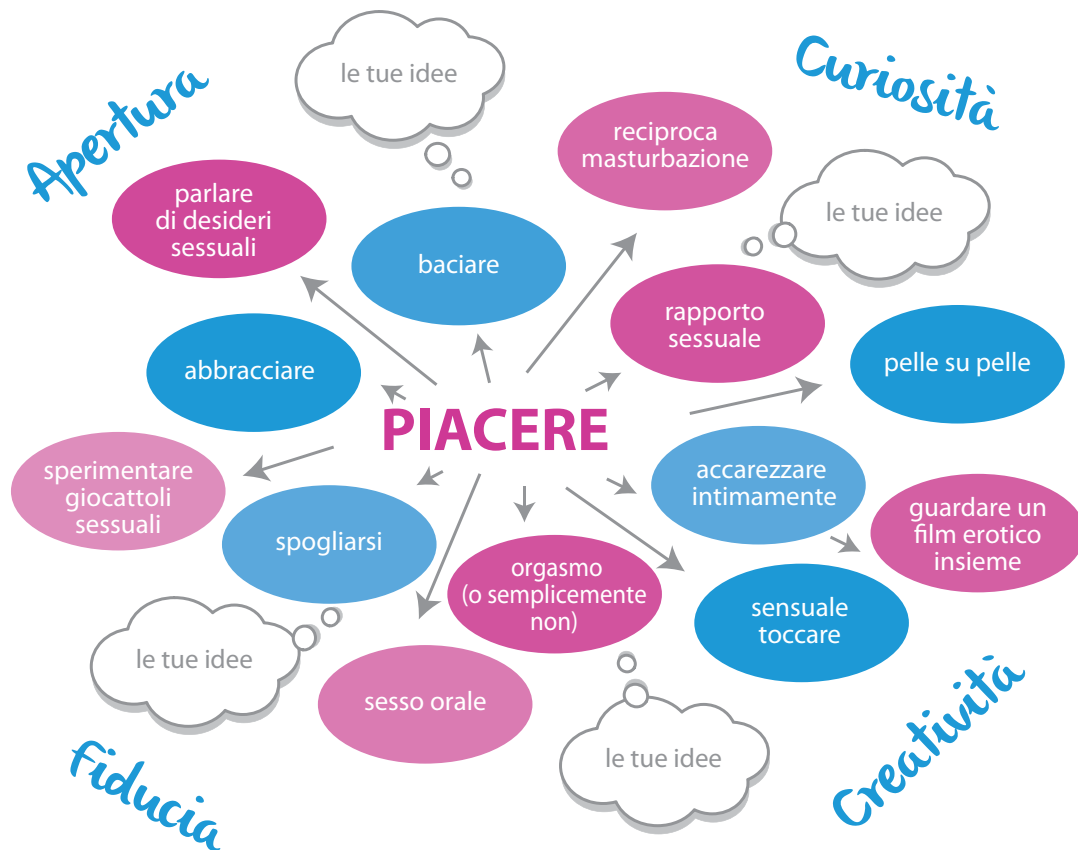 Apertura
le tue idee
Curiosità
reciproca
masturbazione
parlare
di desideri
sessuali
le tue idee
baciare
rapporto
sessuale
abbracciare
pelle su pelle
PIACERE
sperimentare
giocattoli
sessuali
accarezzare
intimamente
guardare un
film erotico
insieme
spogliarsi
orgasmo
(o semplicemente
non)
sensuale
toccare
le tue idee
sesso orale
le tue idee
Fiducia
Creatività